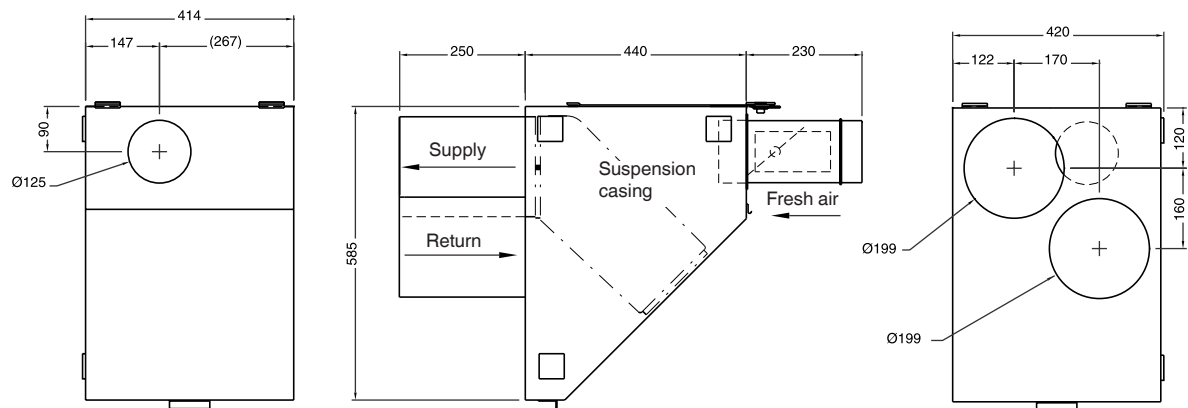 414
147
(267)
90
Ø125
250
440
230
585
Supply
Return
Suspension
casing
Fresh air
420
122
170
120
160
Ø199
Ø199